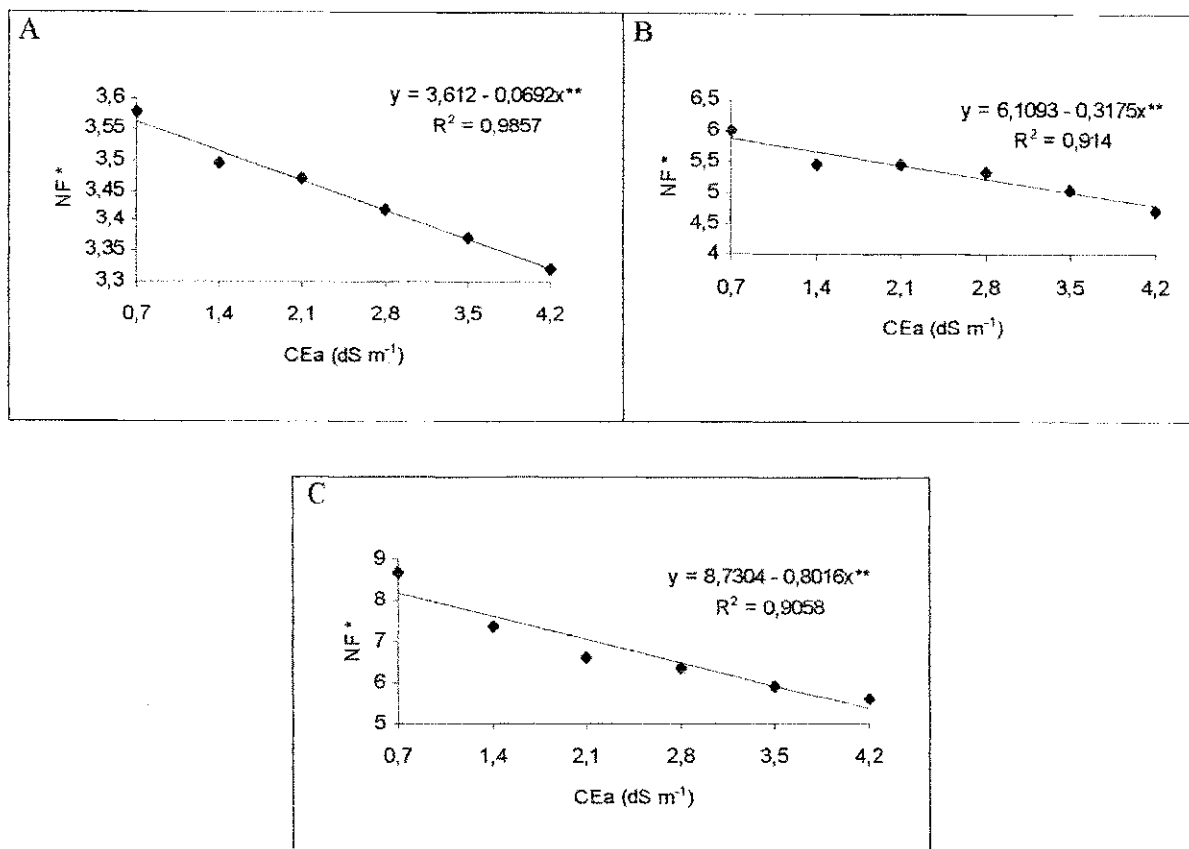 A
y = 3,612 - 0,0692x**
R² = 0,9857
NF*
3,6
3,55
3,5
3,45
3,4
3,35
3,3
0,7 1,4 2,1 2,8 3,5 4,2
CEa (dS m⁻¹)
B
y = 6,1093 - 0,3175x**
R² = 0,914
NF*
6,5
6
5,5
5
4,5
4
0,7 1,4 2,1 2,8 3,5 4,2
CEa (dS m⁻¹)
C
y = 8,7304 - 0,8016x**
R² = 0,9058
NF*
9
8
7
6
5
0,7 1,4 2,1 2,8 3,5 4,2
CEa (dS m⁻¹)